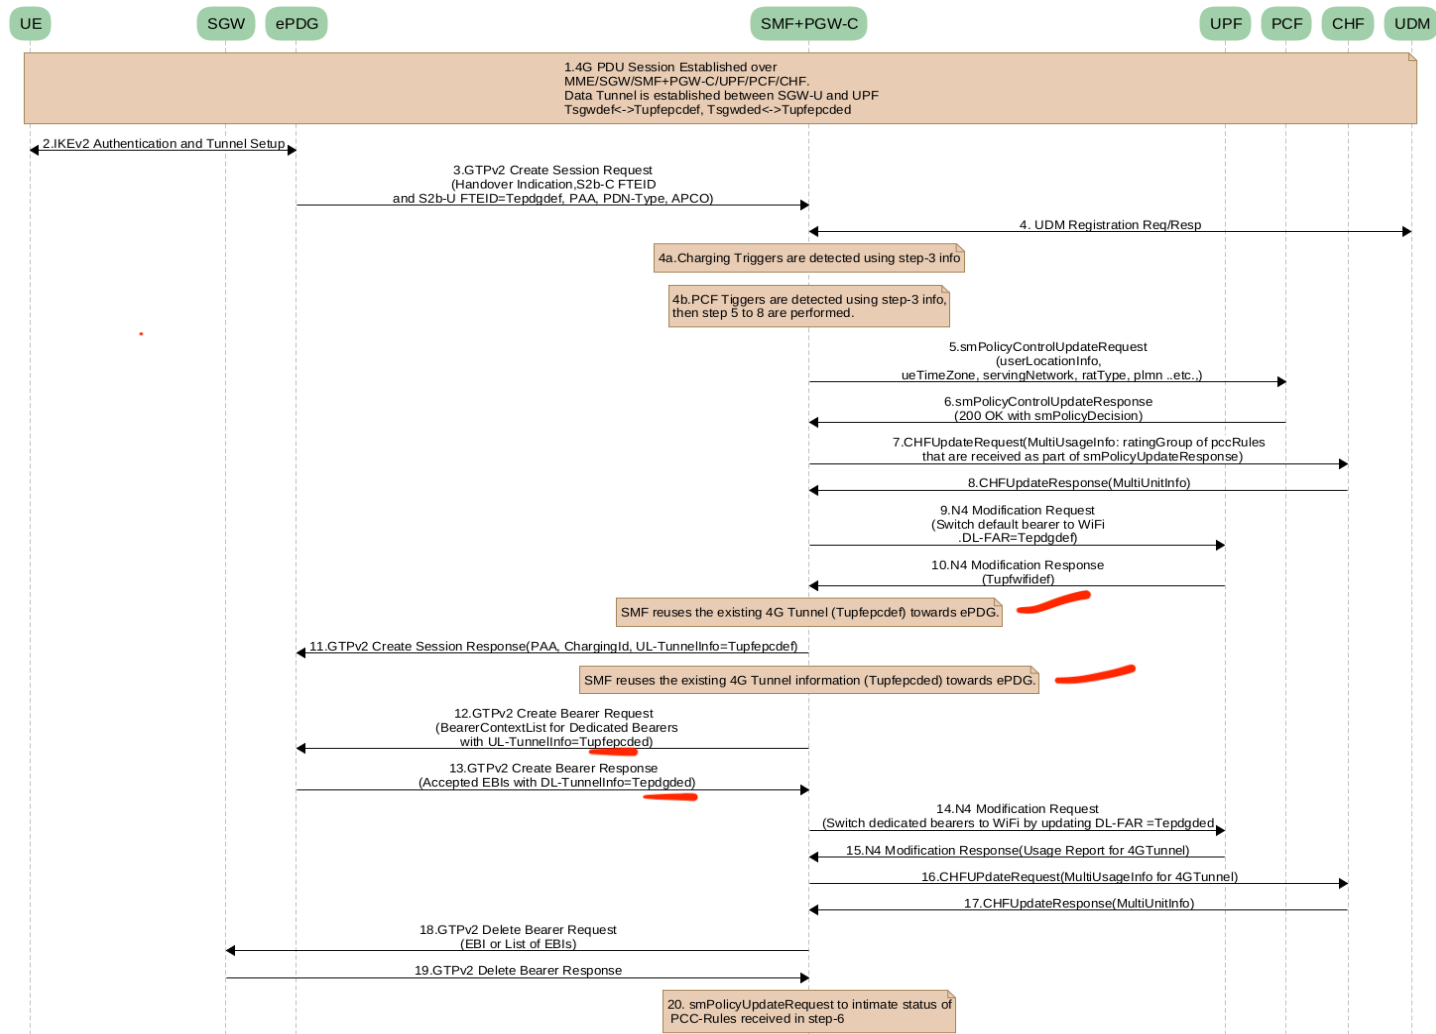 UE SGW ePDG SMF+PGW-C UPF PCF CHF UDM
1.4G PDU Session Established over
MME/SGW/SMF+PGW-C/UPF/PCF/CHF.
Data Tunnel is established between SGW-U and UPF
Tsgwdef<->Tupfepcdef, Tsgwded<->Tupfepcded
2.IKEv2 Authentication and Tunnel Setup
3.GTPv2 Create Session Request
(Handover Indication,S2b-C FTEID
and S2b-U FTEID=Tepdgdef, PAA, PDN-Type, APCO)
4. UDM Registration Req/Resp
4a.Charging Triggers are detected using step-3 info
4b.PCF Tiggers are detected using step-3 info,
then step 5 to 8 are performed.
5.smPolicyControlUpdateRequest
(userLocationInfo,
ueTimeZone, servingNetwork, ratType, plmn ..etc.,)
6.smPolicyControlUpdateResponse
(200 OK with smPolicyDecision)
7.CHFUpdateRequest(MultiUsageInfo: ratingGroup of pccRules
that are received as part of smPolicyUpdateResponse)
8.CHFUpdateResponse(MultiUnitInfo)
9.N4 Modification Request
(Switch default bearer to WiFi
.DL-FAR=Tepdgdef)
10.N4 Modification Response
(Tupfwifidef)
SMF reuses the existing 4G Tunnel (Tupfepcdef) towards ePDG.
11.GTPv2 Create Session Response(PAA, ChargingId, UL-TunnelInfo=Tupfepcdef)
SMF reuses the existing 4G Tunnel information (Tupfepcded) towards ePDG.
12.GTPv2 Create Bearer Request
(BearerContextList for Dedicated Bearers
with UL-TunnelInfo=Tupfepcded)
13.GTPv2 Create Bearer Response
(Accepted EBIs with DL-TunnelInfo=Tepdgded)
14.N4 Modification Request
(Switch dedicated bearers to WiFi by updating DL-FAR =Tepdgded
15.N4 Modification Response(Usage Report for 4GTunnel)
16.CHFUPdateRequest(MultiUsageInfo for 4GTunnel)
17.CHFUpdateResponse(MultiUnitInfo)
18.GTPv2 Delete Bearer Request
(EBI or List of EBIs)
19.GTPv2 Delete Bearer Response
20. smPolicyUpdateRequest to intimate status of
PCC-Rules received in step-6